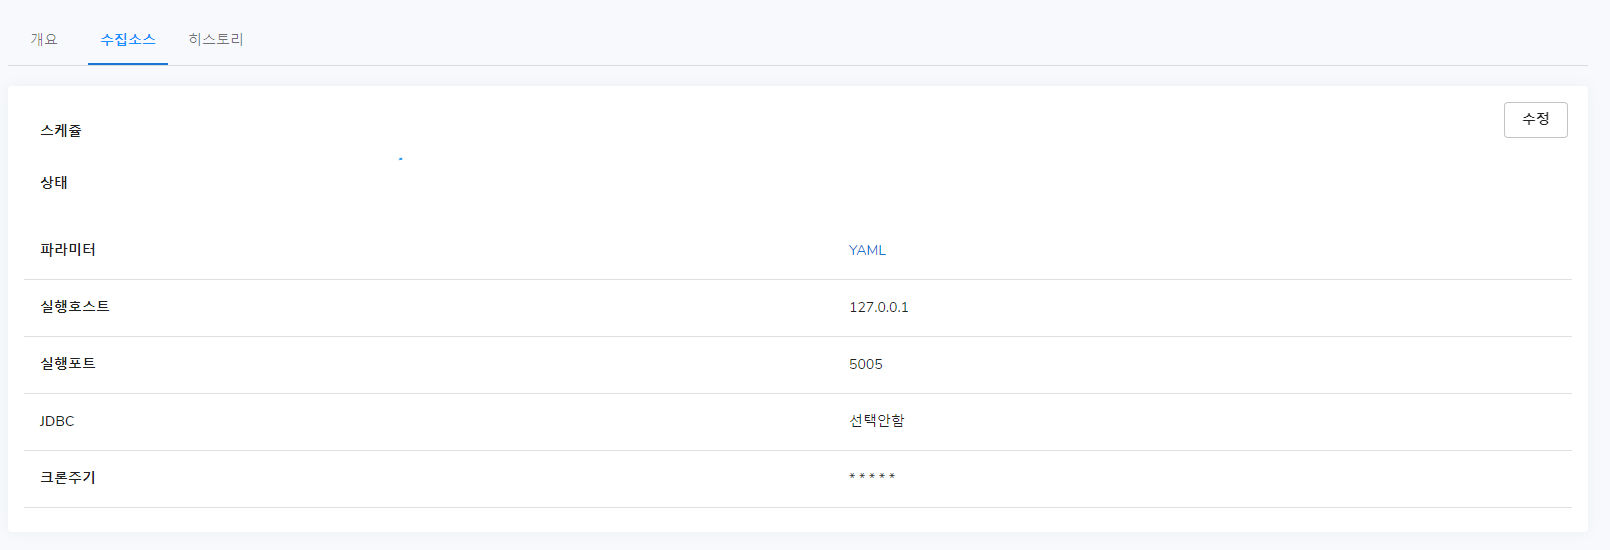 개요 수집소스 히스토리
수정
스케쥴
상태
파라미터 YAML
실행호스트 127.0.0.1
실행포트 5005
JDBC 선택안함
크론주기 * * * * *